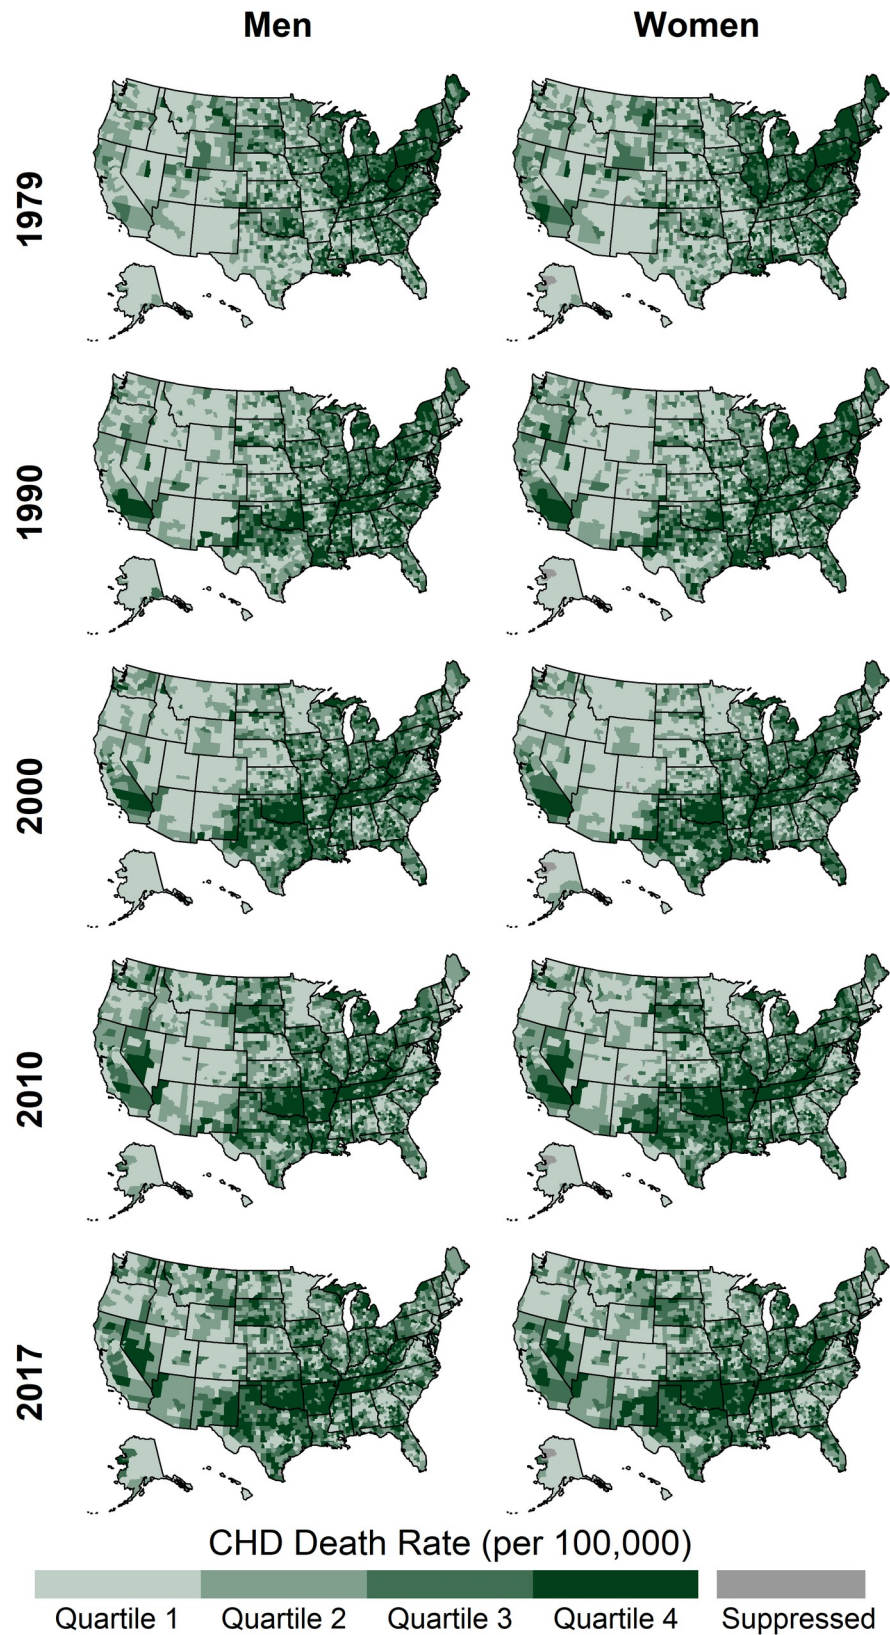 Men Women
1979
1990
2000
2010
2017
CHD Death Rate (per 100,000)
Quartile 1 Quartile 2 Quartile 3 Quartile 4 Suppressed